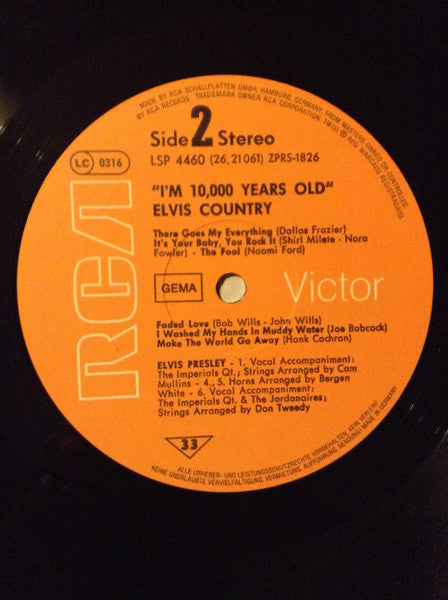 MADE BY RCA SCHALLPLATTEN GMBH, HAMBURG, GERMANY, FROM MASTERS OWNED OR CONTROLLED
BY RCA RECORDS TRADEMARK OWNER RCA CORPORATION.
Side 2 Stereo
LC 0316
LSP 4460 (26,21061) ZPRS-1826
"I'M 10,000 YEARS OLD"
ELVIS COUNTRY
There Goes My Everything (Dallas Frazier)
It's Your Baby, You Rock It (Shirl Milete - Nora
Fowler) - The Fool (Naomi Ford)
RCA
GEMA
Victor
Faded Love (Bob Wills - John Wills)
I Washed My Hands In Muddy Water (Joe Babcock)
Make The World Go Away (Hank Cochran)
ELVIS PRESLEY - 1. Vocal Accompaniment:
The Imperials Qt.; Strings Arranged by Cam
Mullins - 4., 5. Horns Arranged by Bergen
White - 6. Vocal Accompaniment:
The Imperials Qt. & The Jordanaires;
Strings Arranged by Don Tweedy
33
ALLE URHEBER- UND LEISTUNGSSCHUTZRECHTE VORBEHALTEN. KEIN VERLEIH!
KEINE UNERLAUBTE VERVIELFÄLTIGUNG, VERMIETUNG, AUFFÜHRUNG, SENDUNG!